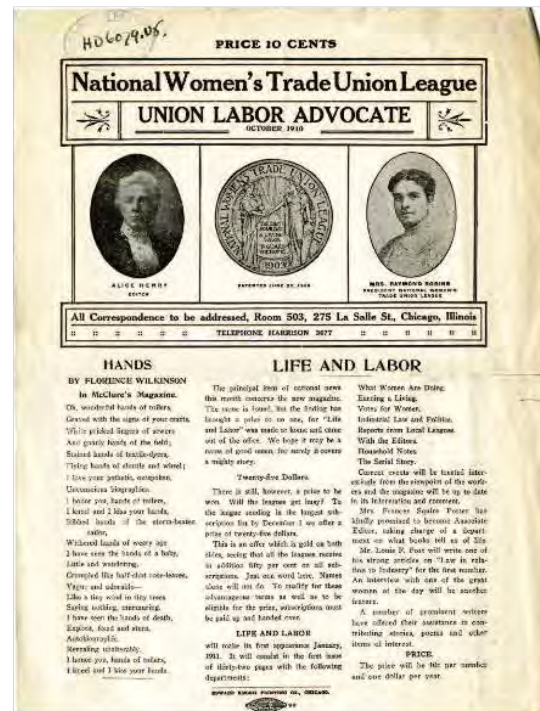 HD6079.U5
PRICE 10 CENTS
National Women's Trade Union League
UNION LABOR ADVOCATE
OCTOBER 1910
ALICE HENRY
EDITOR
NATIONAL WOMEN'S TRADE UNION LEAGUE
1903
MRS. RAYMOND ROBINS
PRESIDENT NATIONAL WOMEN'S
TRADE UNION LEAGUE
All Correspondence to be addressed, Room 503, 275 La Salle St., Chicago, Illinois
TELEPHONE HARRISON 3677
HANDS
BY FLORENCE WILKINSON
In McClure's Magazine.
Oh, wonderful hands of toilers,
Graved with the signs of your crafts,
White pricked fingers of sewers
And gnarly hands of the field;
Stained hands of textile-dyers,
Flying hands of shuttle and wheel;
I love your pathetic, outspoken,
Unconscious biographies.
I honor you, hands of toilers,
I kneel and I kiss your hands.
Ribbed hands of the storm-beaten
sailor,
Withered hands of weary age
I have seen the hands of a baby,
Little and wandering,
Crumpled like half-shut rose-leaves,
Vague and adorable—
Like a tiny wind in tiny trees
Saying nothing, murmuring.
I have seen the hands of death,
Explicit, fixed and stern,
Autobiographic.
Revealing unalterably.
I honor you, hands of toilers,
I kneel and I kiss your hands.
LIFE AND LABOR
The principal item of national news
this month concerns the new magazine.
The name is found, but the finding has
brought a prize to no one, for "Life
and Labor" was made at home and came
out of the office. We hope it may be a
name of good omen, for surely it covers
a mighty story.
Twenty-five Dollars.
There is still, however, a prize to be
won. Will the leagues get busy? To
the league sending in the largest sub-
scription list by December 1 we offer a
prize of twenty-five dollars.
This is an offer which is gold on both
sides, seeing that all the leagues receive
in addition fifty per cent on all sub-
scriptions. Just one word here. Names
alone will not do. To qualify for these
advantageous terms as well as to be
eligible for the prize, subscriptions must
be paid up and handed over.
LIFE AND LABOR
will make its first appearance January,
1911. It will consist in the first issue
of thirty-two pages with the following
departments:
What Women Are Doing.
Earning a Living.
Votes for Women.
Industrial Law and Politics.
Reports from Local Leagues.
With the Editors.
Household Notes.
The Serial Story.
Current events will be treated inter-
estingly from the viewpoint of the work-
ers and the magazine will be up to date
in its information and comment.
Mrs. Frances Squire Potter has
kindly promised to become Associate
Editor, taking charge of a depart-
ment on what books tell us of life.
Mr. Louis F. Post will write one of
his strong articles on "Law in rela-
tion to Industry" for the first number.
An interview with one of the great
women of the day will be another
feature.
A number of prominent writers
have offered their assistance in con-
tributing stories, poems and other
items of interest.
PRICE.
The price will be 10c per number
and one dollar per year.